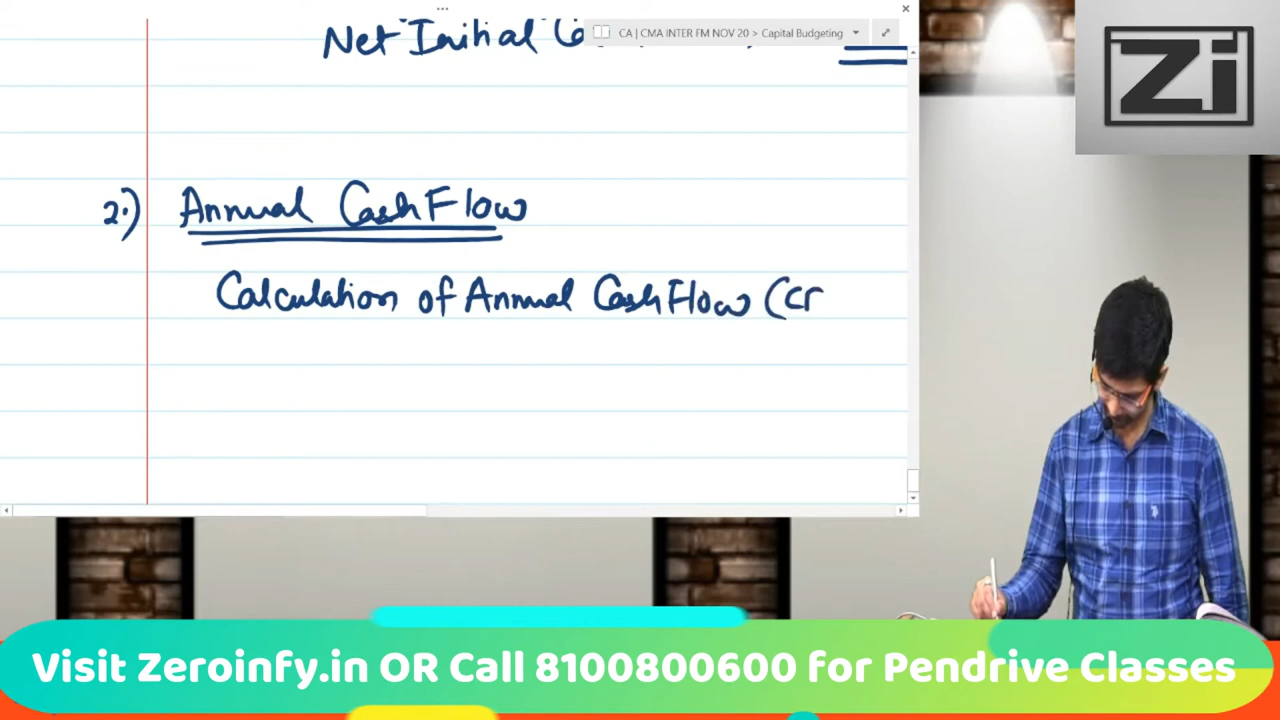 Net Initial
CA | CMA INTER FM NOV 20 > Capital Budgeting
Zi
2.) Annual Cash Flow
Calculation of Annual Cash Flow (CF
Visit Zeroinfy.in OR Call 8100800600 for Pendrive Classes